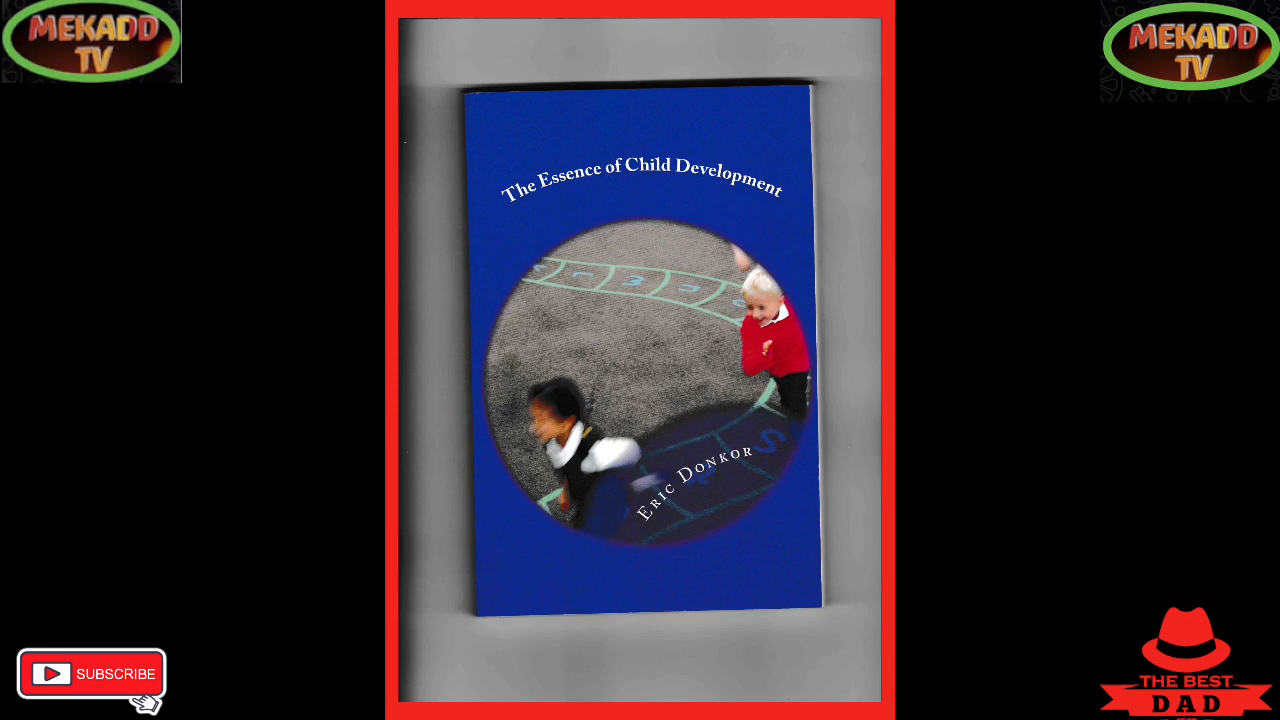 MEKADD
TV
MEKADD
TV
The Essence of Child Development
ERIC DONKOR
SUBSCRIBE
THE BEST
DAD